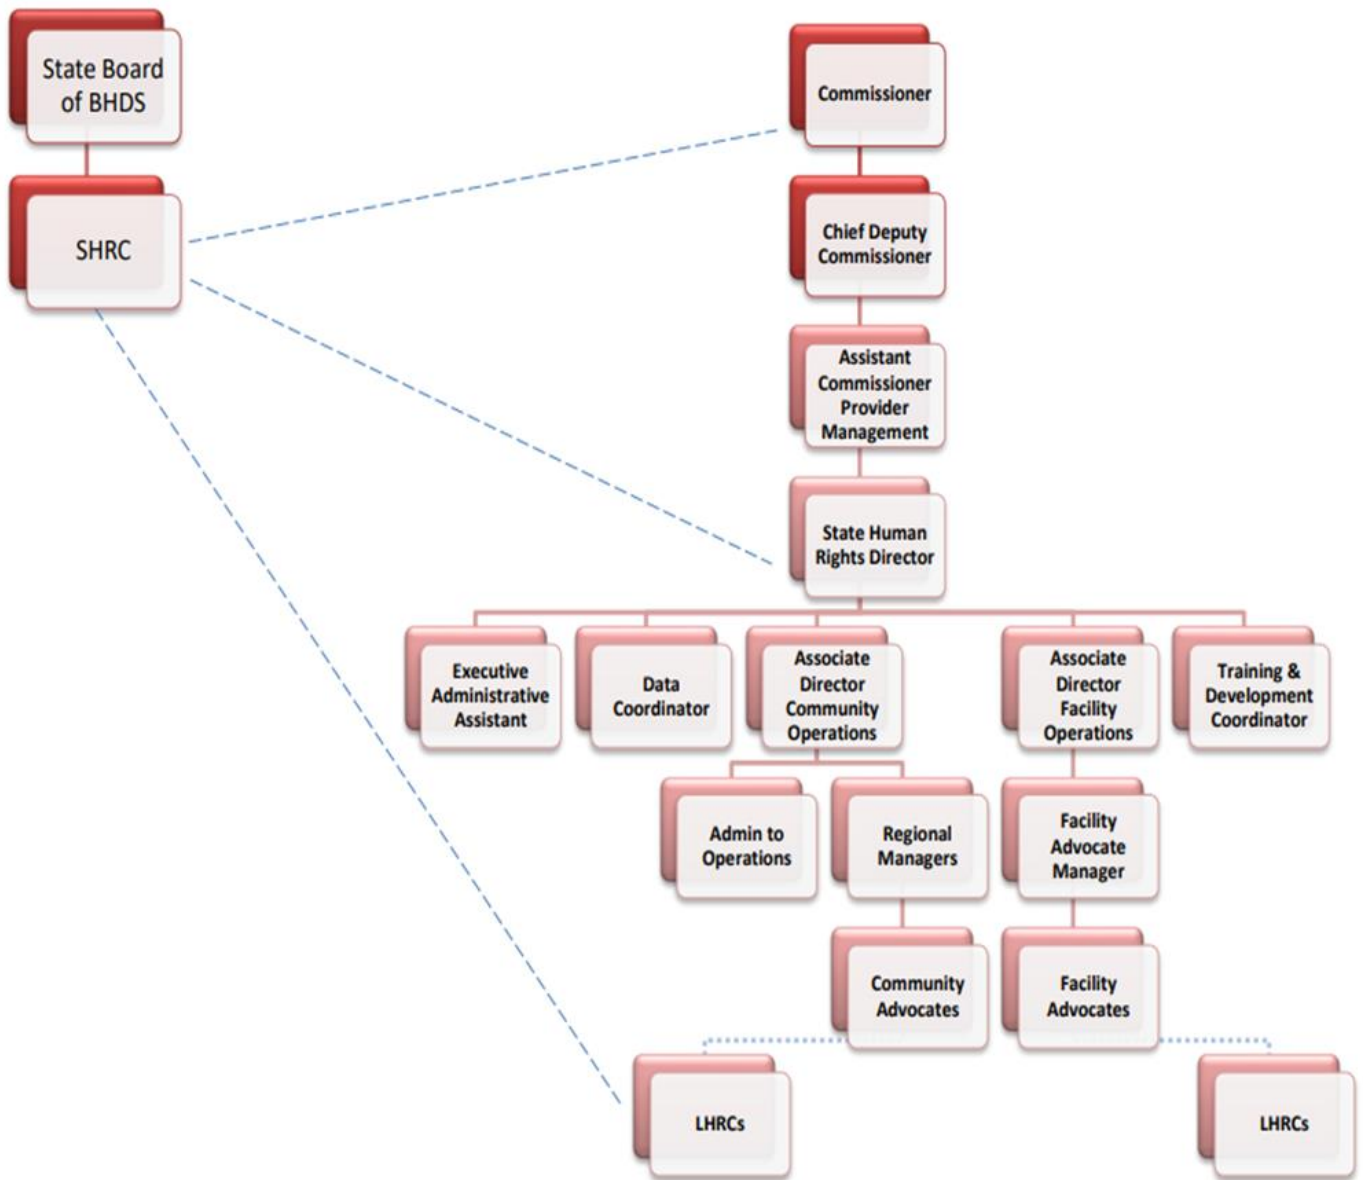 State Board
of BHDS
SHRC
Commissioner
Chief Deputy
Commissioner
Assistant
Commissioner
Provider
Management
State Human
Rights Director
Executive
Administrative
Assistant
Data
Coordinator
Associate
Director
Community
Operations
Associate
Director
Facility
Operations
Training &
Development
Coordinator
Admin to
Operations
Regional
Managers
Facility
Advocate
Manager
Community
Advocates
Facility
Advocates
LHRCs
LHRCs